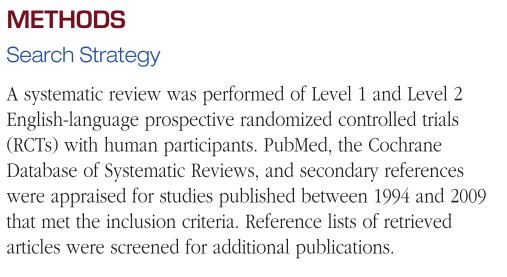 METHODS
Search Strategy
A systematic review was performed of Level 1 and Level 2
English-language prospective randomized controlled trials
(RCTs) with human participants. PubMed, the Cochrane
Database of Systematic Reviews, and secondary references
were appraised for studies published between 1994 and 2009
that met the inclusion criteria. Reference lists of retrieved
articles were screened for additional publications.